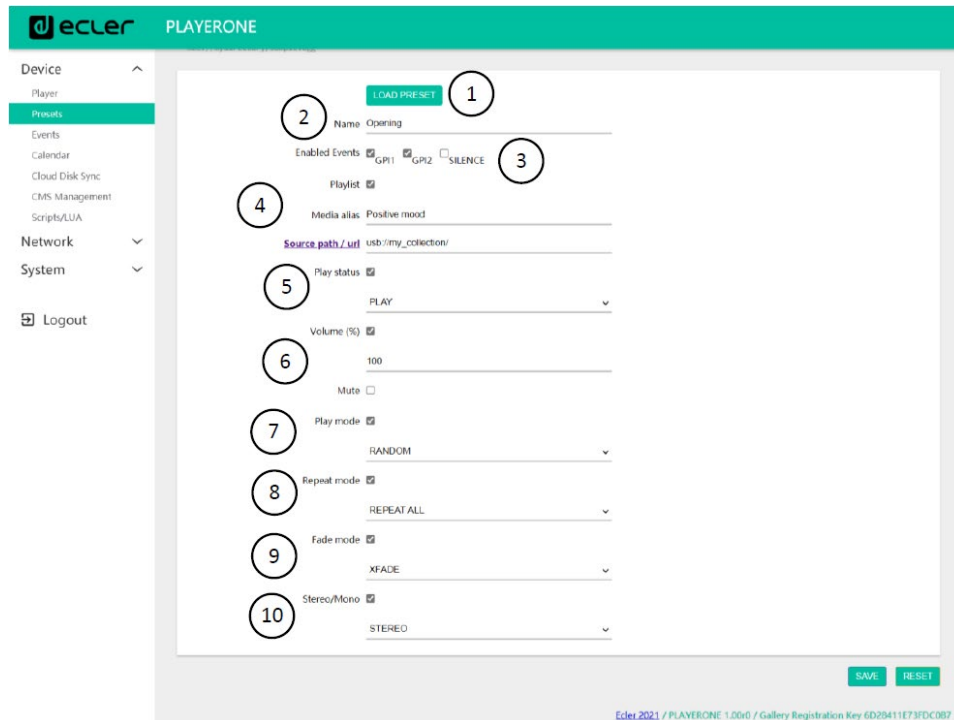 ecler PLAYERONE
Device
Player
Presets
Events
Calendar
Cloud Disk Sync
CMS Management
Scripts/LUA
Network
System
Logout
LOAD PRESET 1
2 Name Opening
Enabled Events GPI1 GPI2 SILENCE 3
Playlist
4
Media alias Positive mood
Source path / url usb://my_collection/
Play status
5
PLAY
Volume (%)
6 100
Mute
Play mode
7
RANDOM
Repeat mode
8
REPEAT ALL
Fade mode
9
XFADE
Stereo/Mono
10
STEREO
SAVE RESET
Ecler 2021 / PLAYERONE 1.00r0 / Gallery Registration Key 6D2B411E73FDC0B7